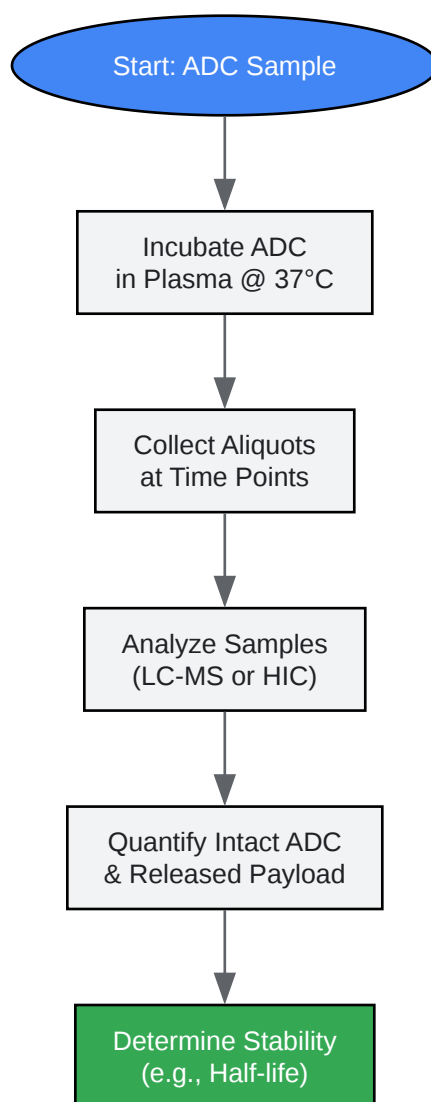 Start: ADC Sample
Incubate ADC
in Plasma @ 37°C
Collect Aliquots
at Time Points
Analyze Samples
(LC-MS or HIC)
Quantify Intact ADC
& Released Payload
Determine Stability
(e.g., Half-life)